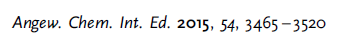 Angew. Chem. Int. Ed. 2015, 54, 3465–3520